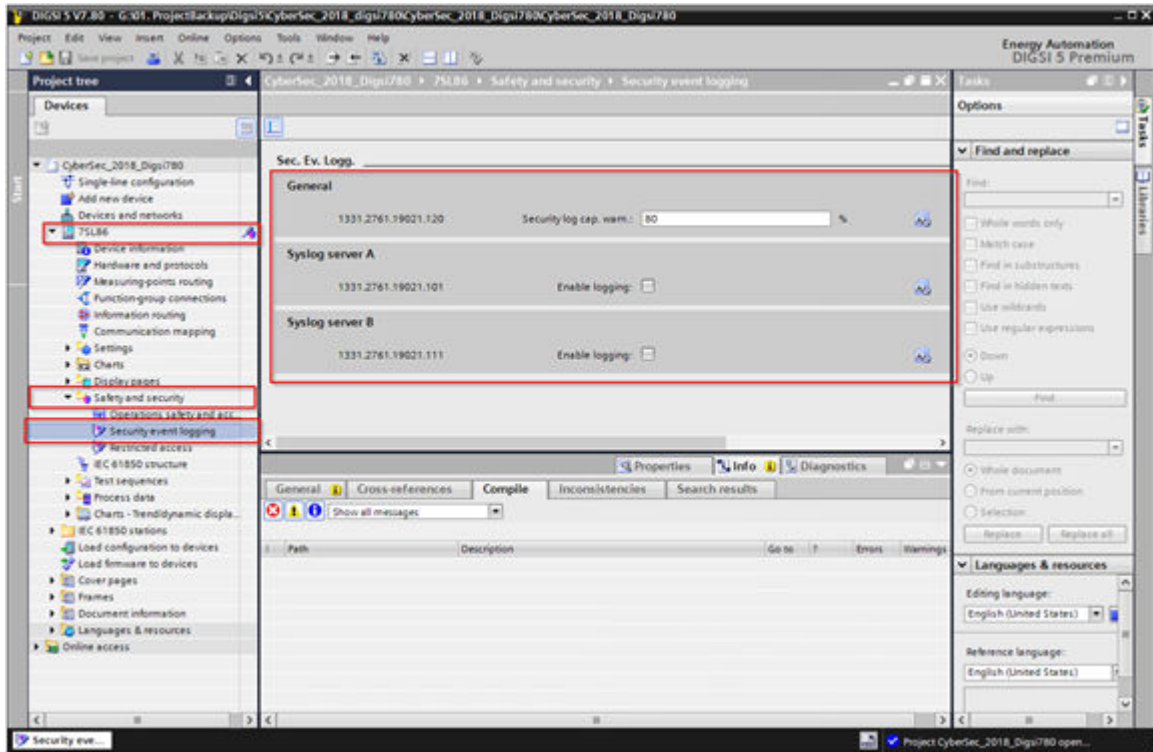 DIGSI 5 V7.80 - G:\01. ProjectBackup\Digsi5\CyberSec_2018_digsi780\CyberSec_2018_Digsi780\CyberSec_2018_Digsi780
Project Edit View Insert Online Options Tools Window Help
Energy Automation
DIGSI 5 Premium
Save project
Project tree
CyberSec_2018_Digsi780 ▸ 7SL86 ▸ Safety and security ▸ Security event logging
Tasks
Devices
Options
Start
Tasks
Libraries
CyberSec_2018_Digsi780
Single-line configuration
Add new device
Devices and networks
7SL86
Device information
Hardware and protocols
Measuring-points routing
Function-group connections
Information routing
Communication mapping
Settings
Charts
Display pages
Safety and security
Operations safety and acc...
Security event logging
Restricted access
IEC 61850 structure
Test sequences
Process data
Charts - Trend/dynamic displa...
IEC 61850 stations
Load configuration to devices
Load firmware to devices
Cover pages
Frames
Document information
Languages & resources
Online access
Sec. Ev. Logg.
General
1331.2761.19021.120 Security log cap. warn.: 80 %
Syslog server A
1331.2761.19021.101 Enable logging:
Syslog server B
1331.2761.19021.111 Enable logging:
Properties Info Diagnostics
General Cross-references Compile Inconsistencies Search results
Show all messages
! Path Description Go to ? Errors Warnings
Find and replace
Find:
Whole words only
Match case
Find in substructures
Find in hidden texts
Use wildcards
Use regular expressions
Down
Up
Find
Replace with:
Whole document
From current position
Selection
Replace Replace all
Languages & resources
Editing language:
English (United States)
Reference language:
English (United States)
Security eve...
Project CyberSec_2018_Digsi780 open...